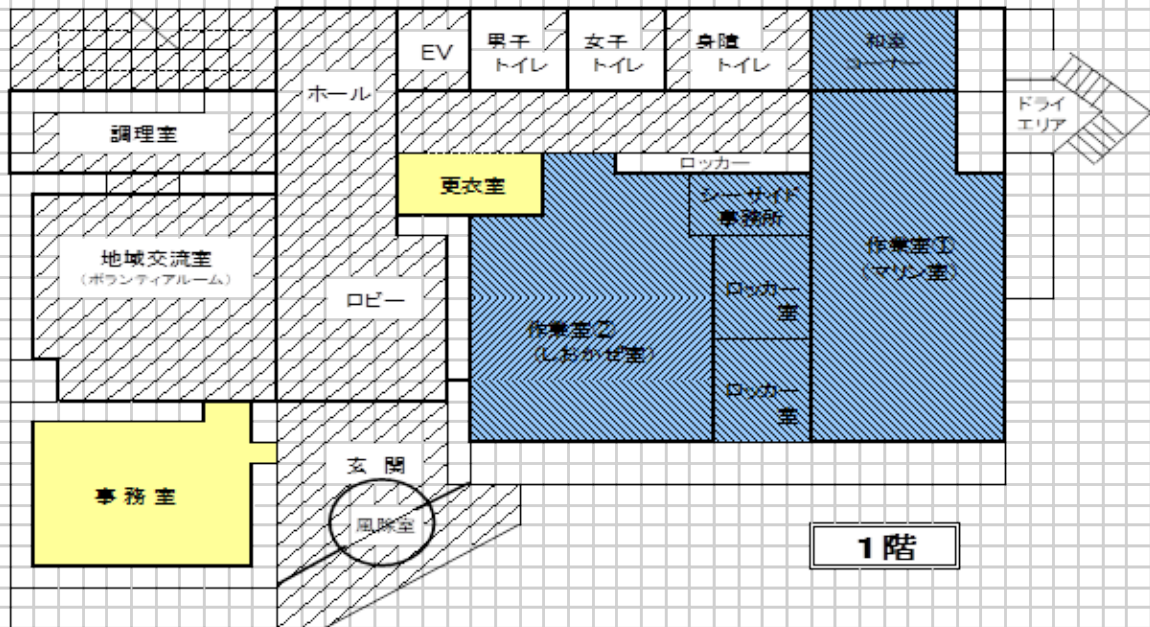 EV
男子
トイレ
女子
トイレ
身障
トイレ
和室
コーナー
ホール
ドライ
エリア
調理室
ロッカー
更衣室
シーサイド
事務所
地域交流室
(ボランティアルーム)
作業室①
(マリン室)
ロビー
ロッカー
室
作業室②
(しおかぜ室)
ロッカー
室
玄関
事務室
風除室
1階